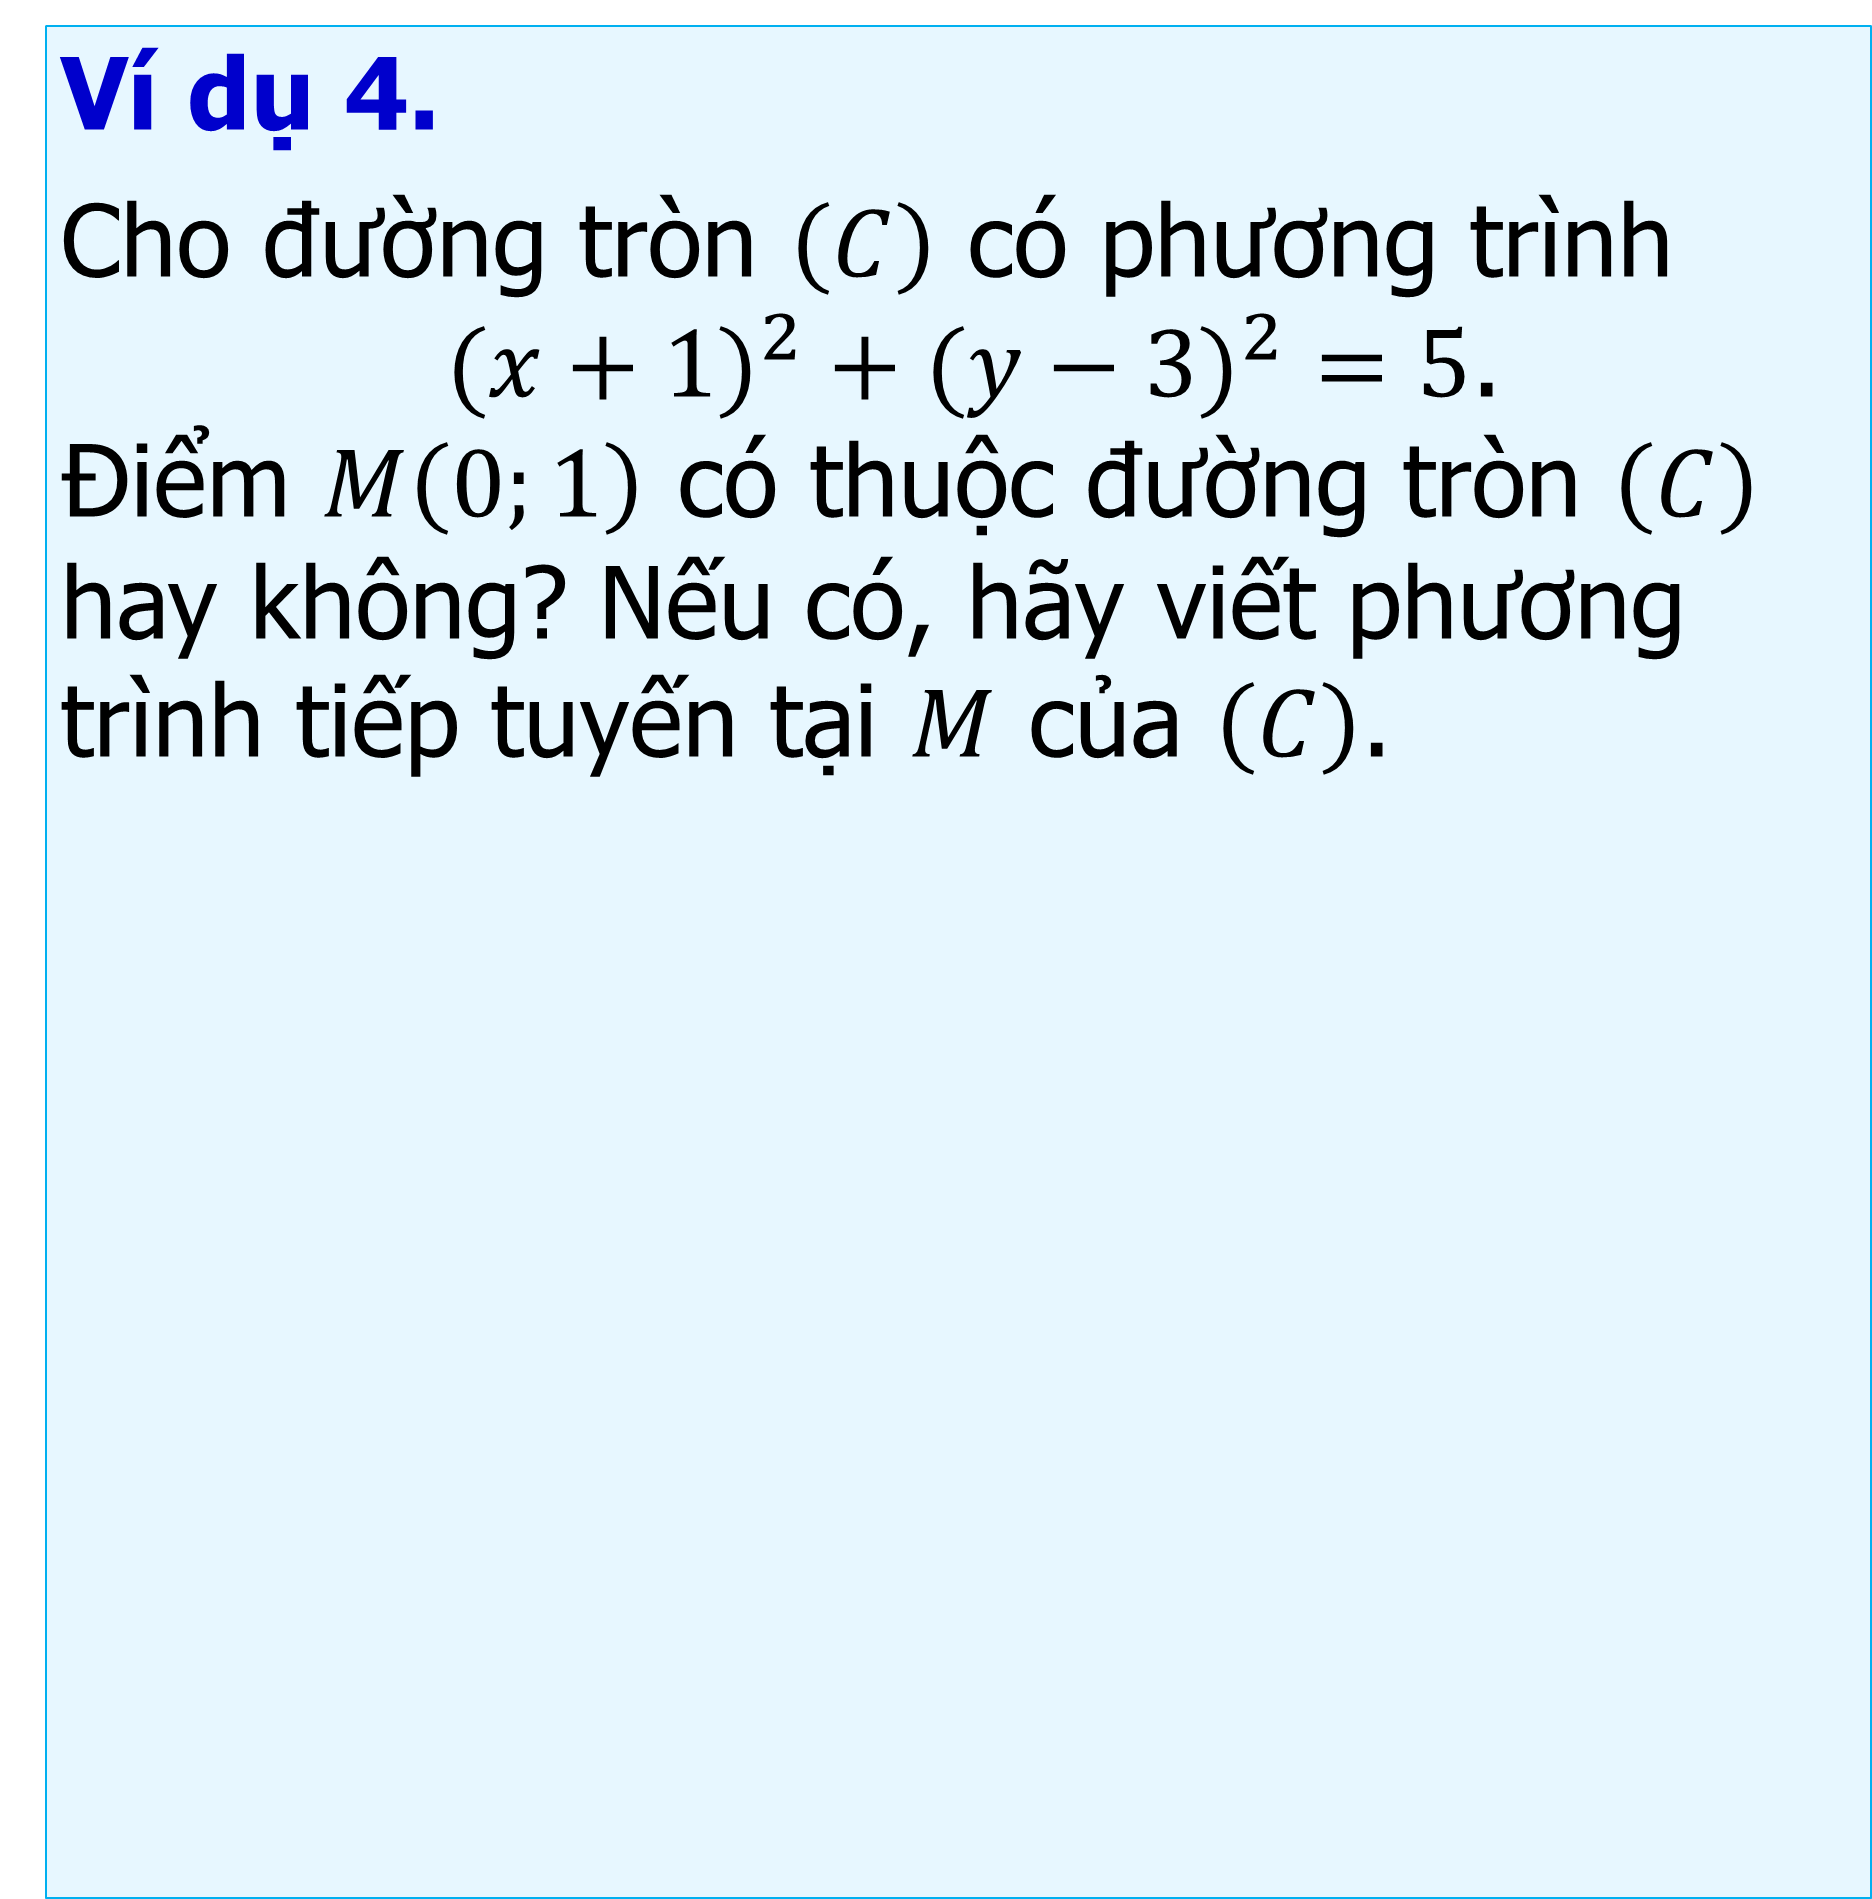 Ví dụ 4.
Cho đường tròn (C) có phương trình
(x + 1)² + (y − 3)² = 5.
Điểm M(0; 1) có thuộc đường tròn (C)
hay không? Nếu có, hãy viết phương
trình tiếp tuyến tại M của (C).